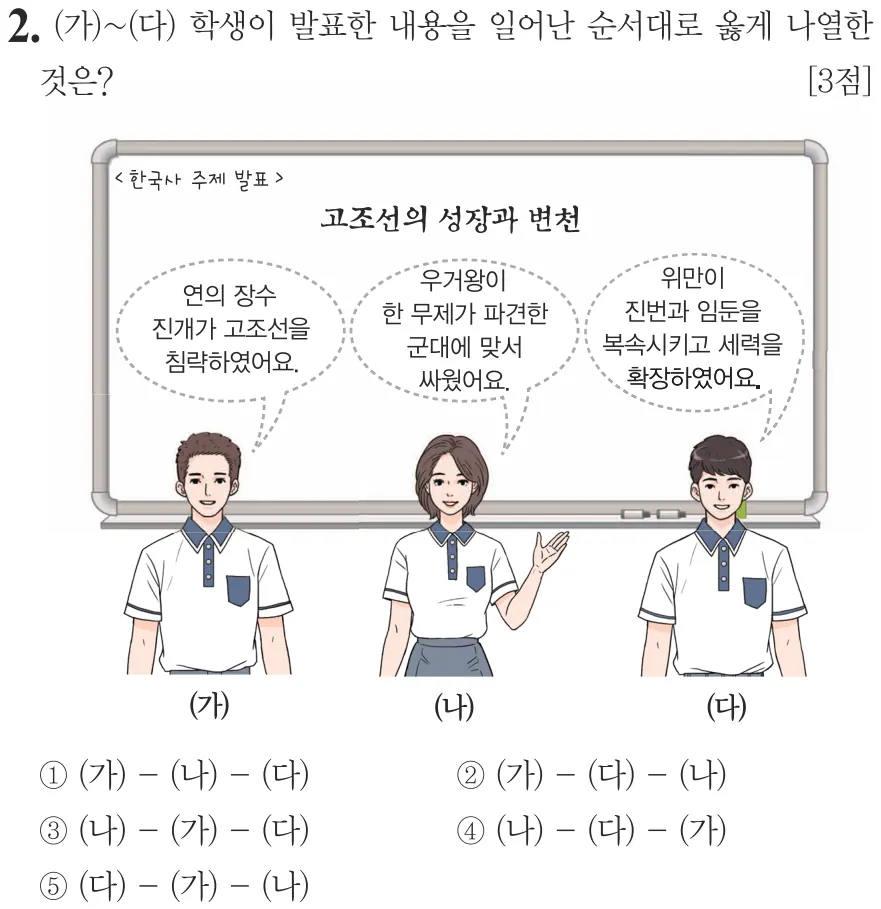 2. (가)~(다) 학생이 발표한 내용을 일어난 순서대로 옳게 나열한
것은? [3점]
<한국사 주제 발표>
고조선의 성장과 변천
연의 장수
진개가 고조선을
침략하였어요.
우거왕이
한 무제가 파견한
군대에 맞서
싸웠어요.
위만이
진번과 임둔을
복속시키고 세력을
확장하였어요.
(가)
(나)
(다)
① (가) - (나) - (다)
② (가) - (다) - (나)
③ (나) - (가) - (다)
④ (나) - (다) - (가)
⑤ (다) - (가) - (나)